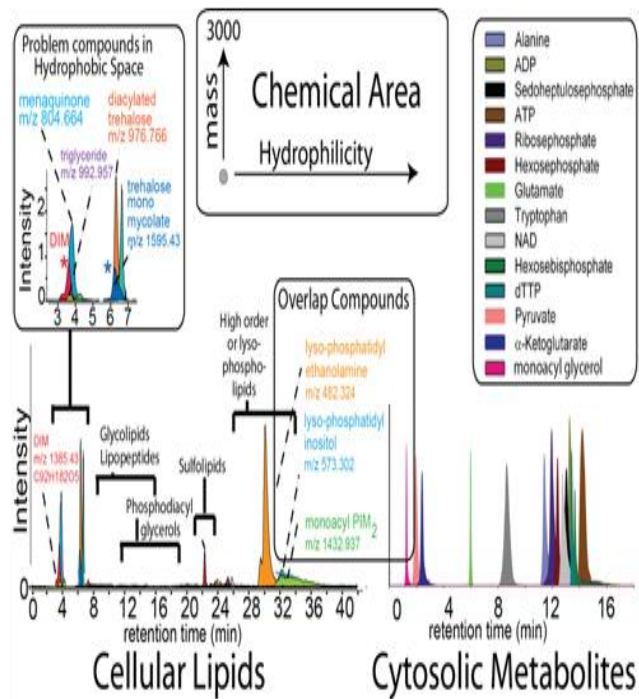 Problem compounds in
Hydrophobic Space
menaquinone
m/z 804.664
diacylated
trehalose
m/z 976.766
triglyceride
m/z 992.957
trehalose
mono
mycolate
m/z 1595.43
DIM
*
*
Intensity
2
1
0
3 4 5 6 7
3000
mass
Chemical Area
Hydrophilicity
Alanine
ADP
Sedoheptulosephosphate
ATP
Ribosephosphate
Hexosephosphate
Glutamate
Tryptophan
NAD
Hexosebisphosphate
dTTP
Pyruvate
α-Ketoglutarate
monoacyl glycerol
Overlap Compounds
High order
or lyso-
phospho-
lipids
lyso-phosphatidyl
ethanolamine
m/z 482.324
lyso-phosphatidyl
inositol
m/z 573.302
monoacyl PIM2
m/z 1432.937
Intensity
DIM
m/z 1385.43
C92H182O5
Glycolipids
Lipopeptides
Phosphodiacyl
glycerols
Sulfolipids
0
0 4 8 12 16 20 24 28 32 36 40
retention time (min)
Cellular Lipids
0 4 8 12 16
retention time (min)
Cytosolic Metabolites